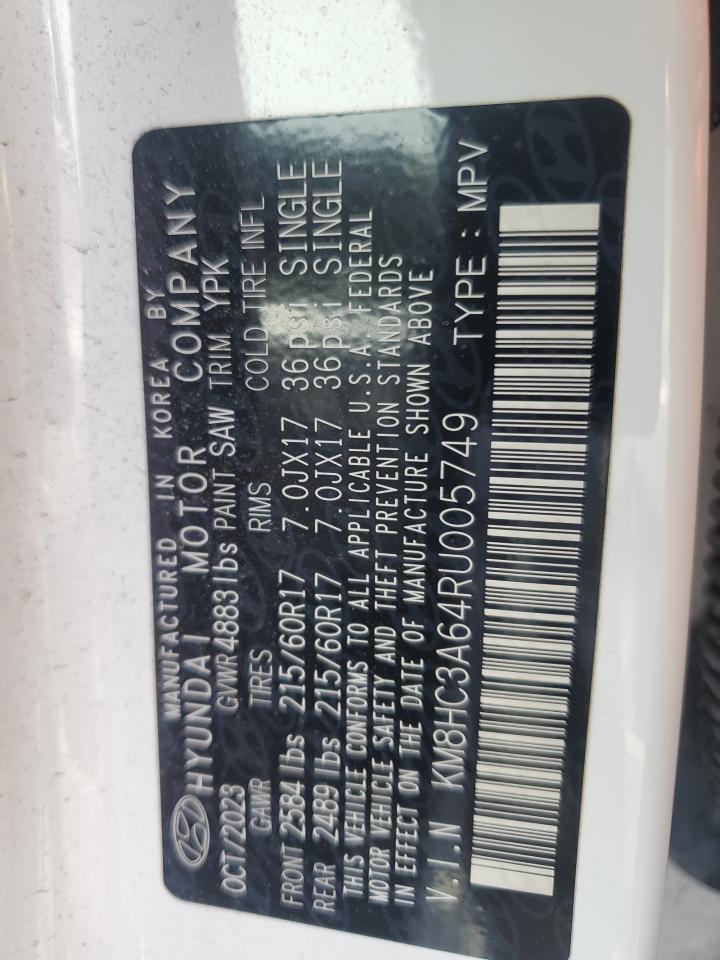 MANUFACTURED IN KOREA BY
HYUNDAI MOTOR COMPANY
OCT/2023 GVWR 4883 lbs PAINT SAW TRIM YPK
GAWR TIRES RIMS COLD TIRE INFL
FRONT 2584 lbs 215/60R17 7.0JX17 36 psi SINGLE
REAR 2489 lbs 215/60R17 7.0JX17 36 psi SINGLE
THIS VEHICLE CONFORMS TO ALL APPLICABLE U.S.A. FEDERAL
MOTOR VEHICLE SAFETY AND THEFT PREVENTION STANDARDS
IN EFFECT ON THE DATE OF MANUFACTURE SHOWN ABOVE
V.I.N KM8HC3A64RU005749 TYPE : MPV